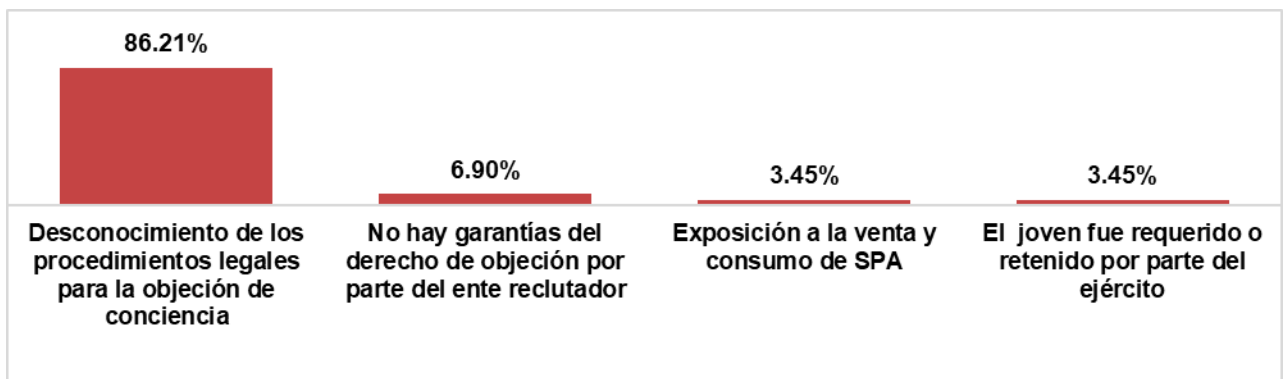 86.21%
6.90%
3.45%
3.45%
Desconocimiento de los
procedimientos legales
para la objeción de
conciencia
No hay garantías del
derecho de objeción por
parte del ente reclutador
Exposición a la venta y
consumo de SPA
El joven fue requerido o
retenido por parte del
ejército